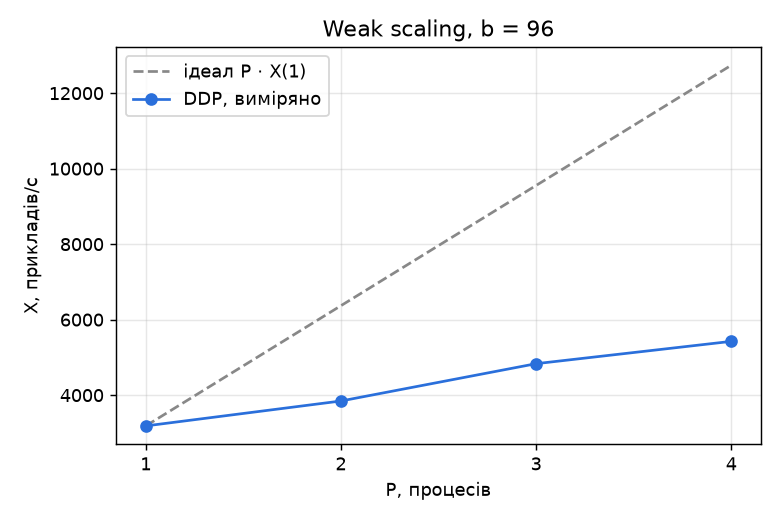 Weak scaling, b = 96
ідеал P · X(1)
DDP, виміряно
X, прикладів/с
12000
10000
8000
6000
4000
1 2 3 4
P, процесів